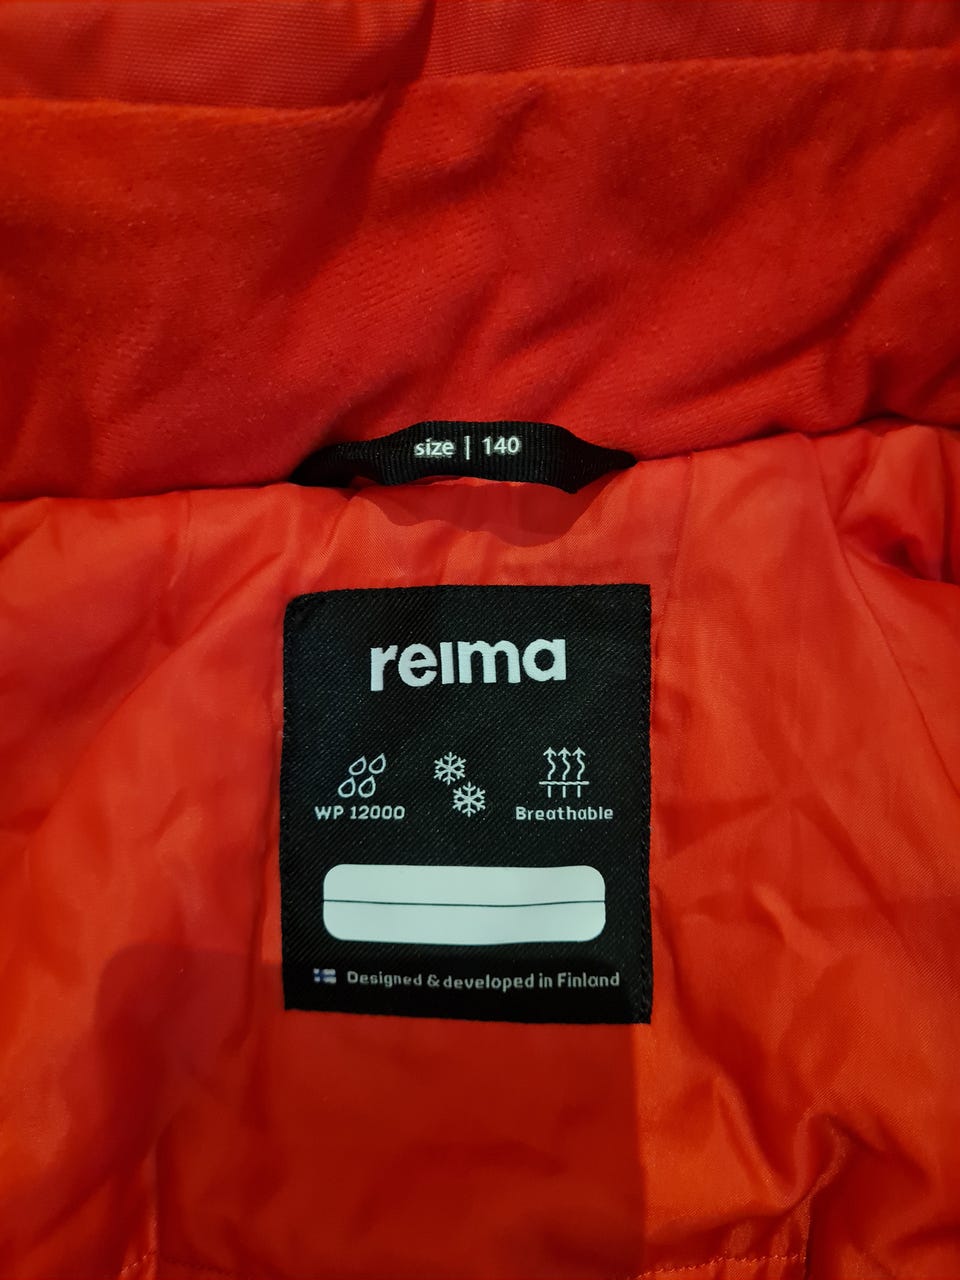 size | 140
reima
WP 12000
Breathable
Designed & developed in Finland